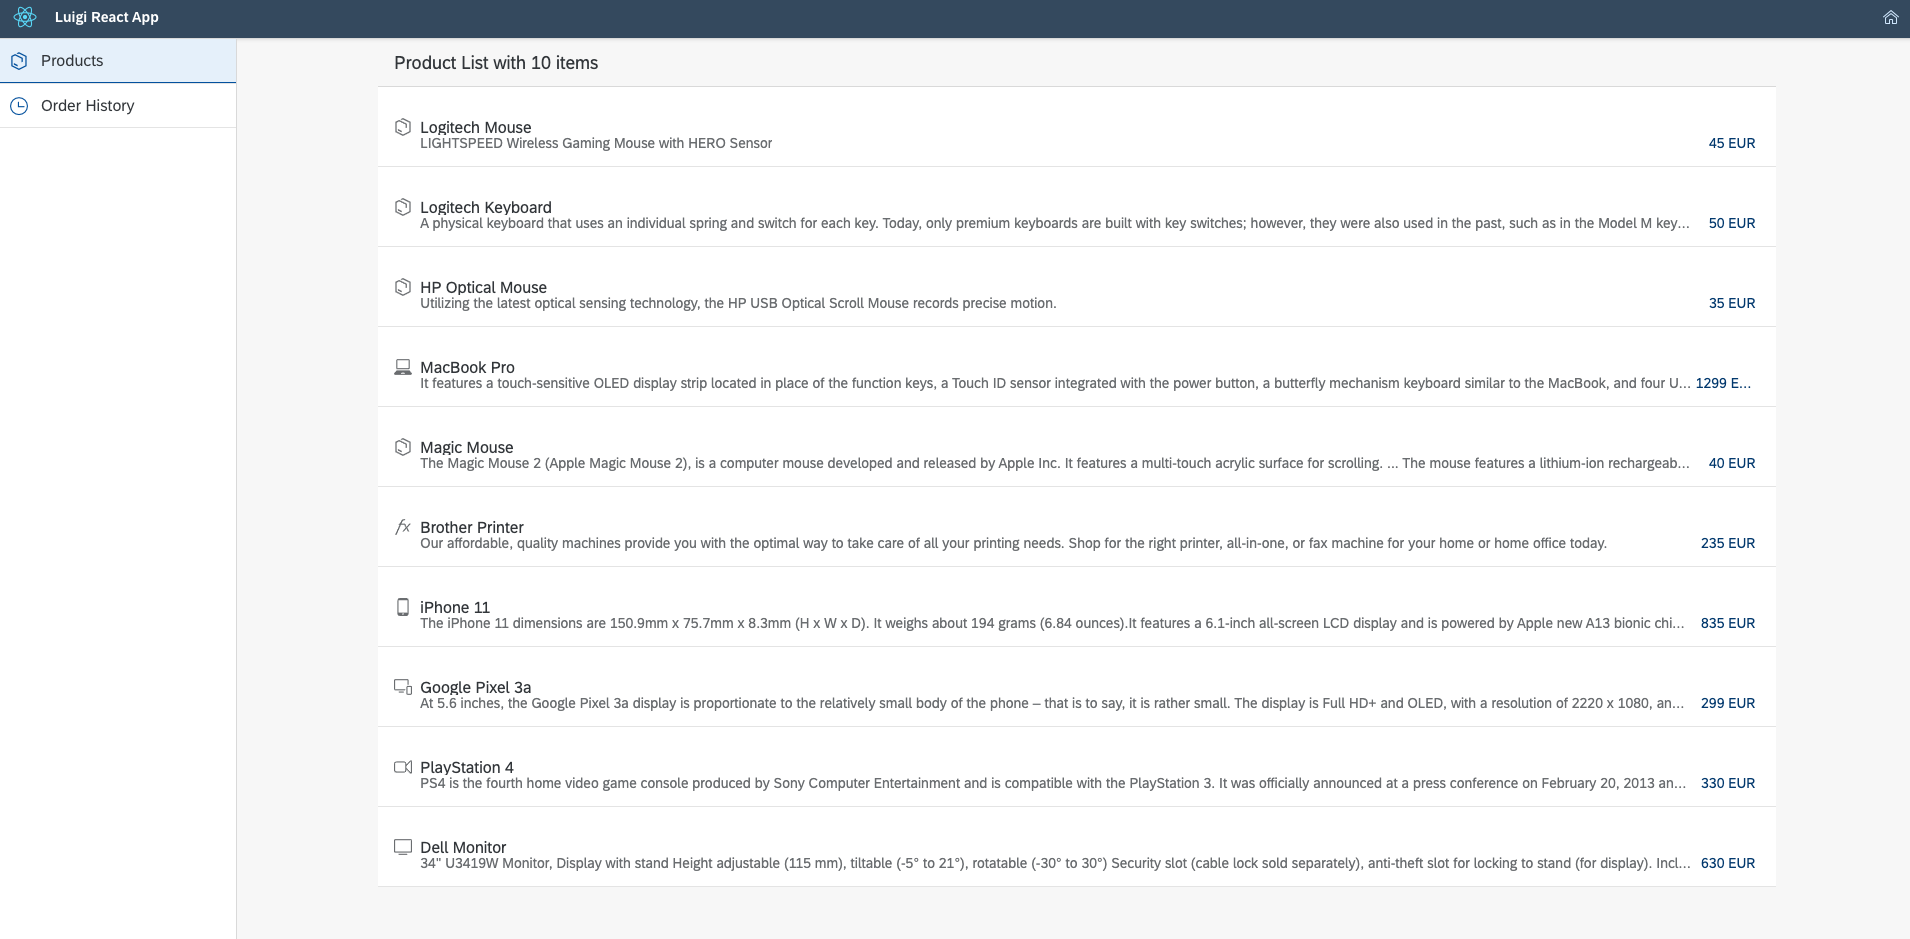 Luigi React App
Products
Order History
Product List with 10 items
Logitech Mouse
LIGHTSPEED Wireless Gaming Mouse with HERO Sensor 45 EUR
Logitech Keyboard
A physical keyboard that uses an individual spring and switch for each key. Today, only premium keyboards are built with key switches; however, they were also used in the past, such as in the Model M key... 50 EUR
HP Optical Mouse
Utilizing the latest optical sensing technology, the HP USB Optical Scroll Mouse records precise motion. 35 EUR
MacBook Pro
It features a touch-sensitive OLED display strip located in place of the function keys, a Touch ID sensor integrated with the power button, a butterfly mechanism keyboard similar to the MacBook, and four U... 1299 E...
Magic Mouse
The Magic Mouse 2 (Apple Magic Mouse 2), is a computer mouse developed and released by Apple Inc. It features a multi-touch acrylic surface for scrolling. ... The mouse features a lithium-ion rechargeab... 40 EUR
fx Brother Printer
Our affordable, quality machines provide you with the optimal way to take care of all your printing needs. Shop for the right printer, all-in-one, or fax machine for your home or home office today. 235 EUR
iPhone 11
The iPhone 11 dimensions are 150.9mm x 75.7mm x 8.3mm (H x W x D). It weighs about 194 grams (6.84 ounces).It features a 6.1-inch all-screen LCD display and is powered by Apple new A13 bionic chi... 835 EUR
Google Pixel 3a
At 5.6 inches, the Google Pixel 3a display is proportionate to the relatively small body of the phone – that is to say, it is rather small. The display is Full HD+ and OLED, with a resolution of 2220 x 1080, an... 299 EUR
PlayStation 4
PS4 is the fourth home video game console produced by Sony Computer Entertainment and is compatible with the PlayStation 3. It was officially announced at a press conference on February 20, 2013 an... 330 EUR
Dell Monitor
34" U3419W Monitor, Display with stand Height adjustable (115 mm), tiltable (-5° to 21°), rotatable (-30° to 30°) Security slot (cable lock sold separately), anti-theft slot for locking to stand (for display). Incl... 630 EUR